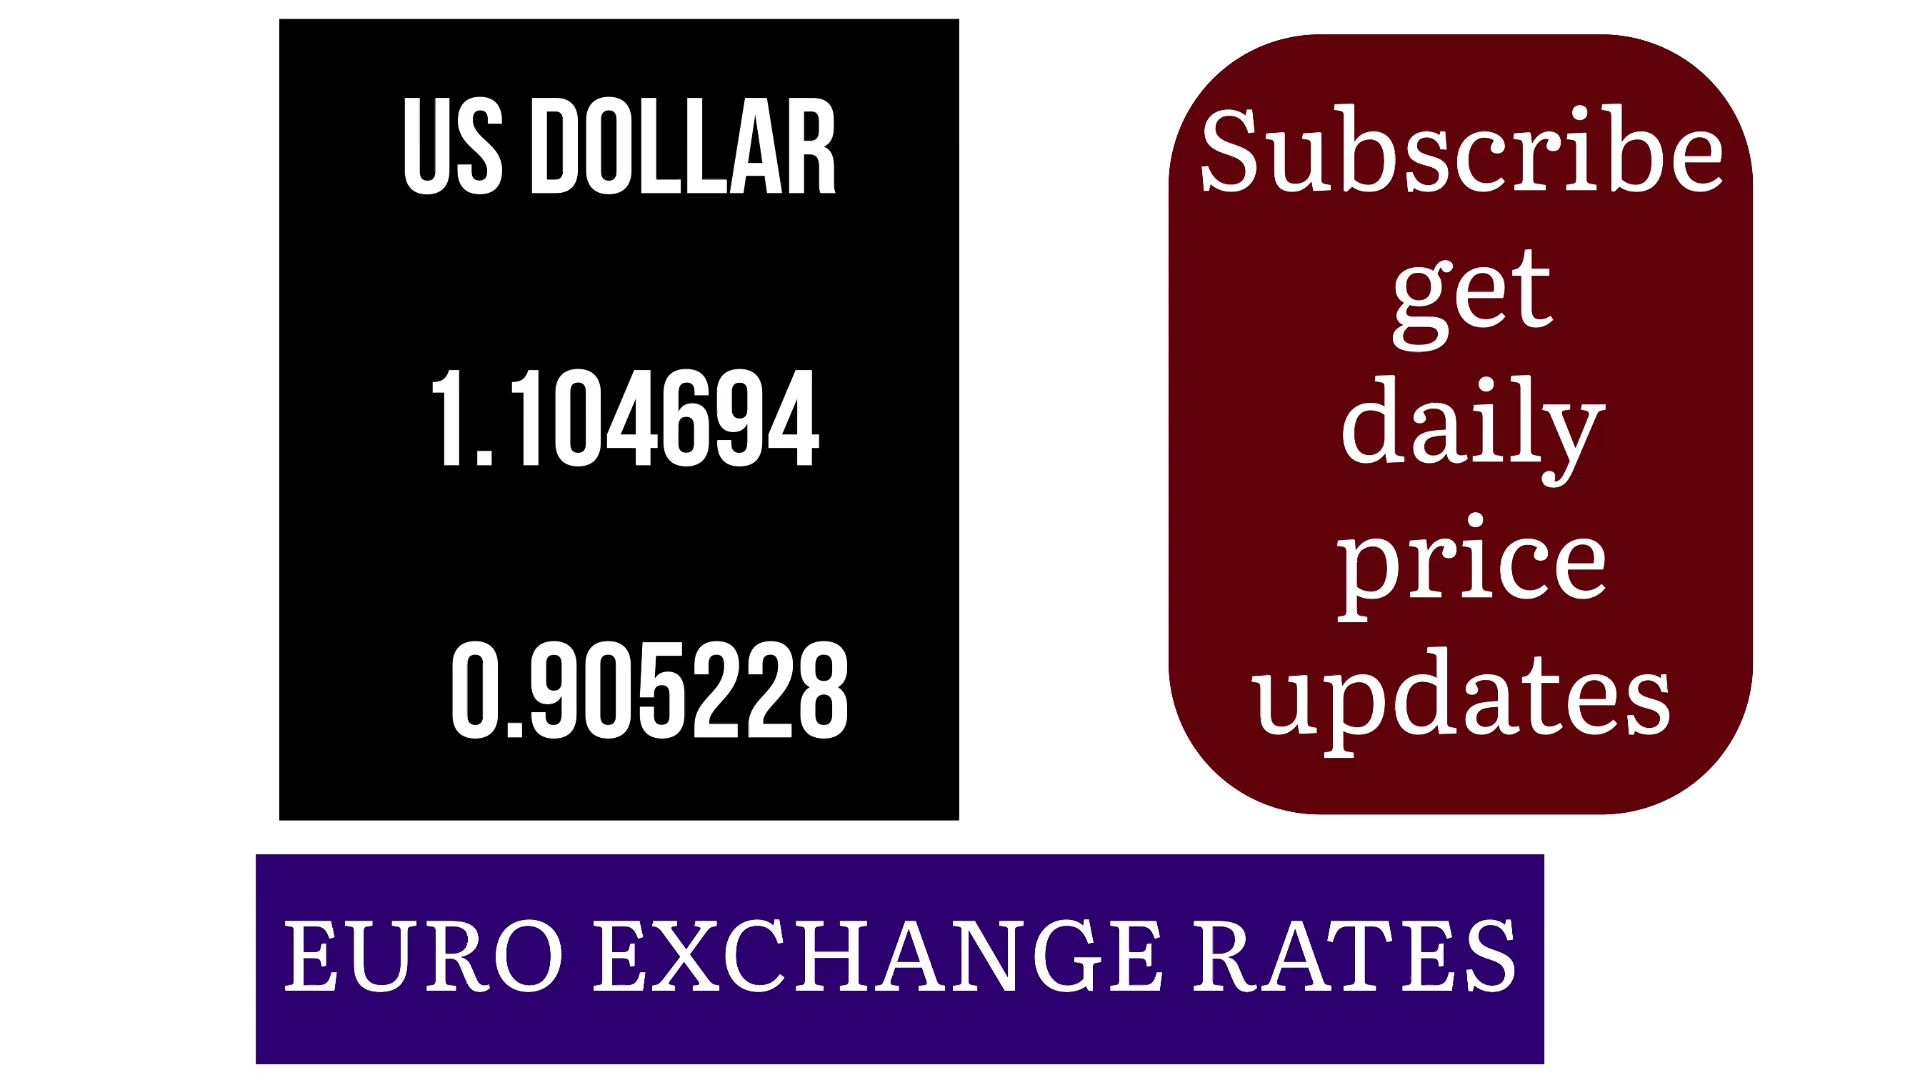 US DOLLAR
1.104694
0.905228
Subscribe
get
daily
price
updates
EURO EXCHANGE RATES